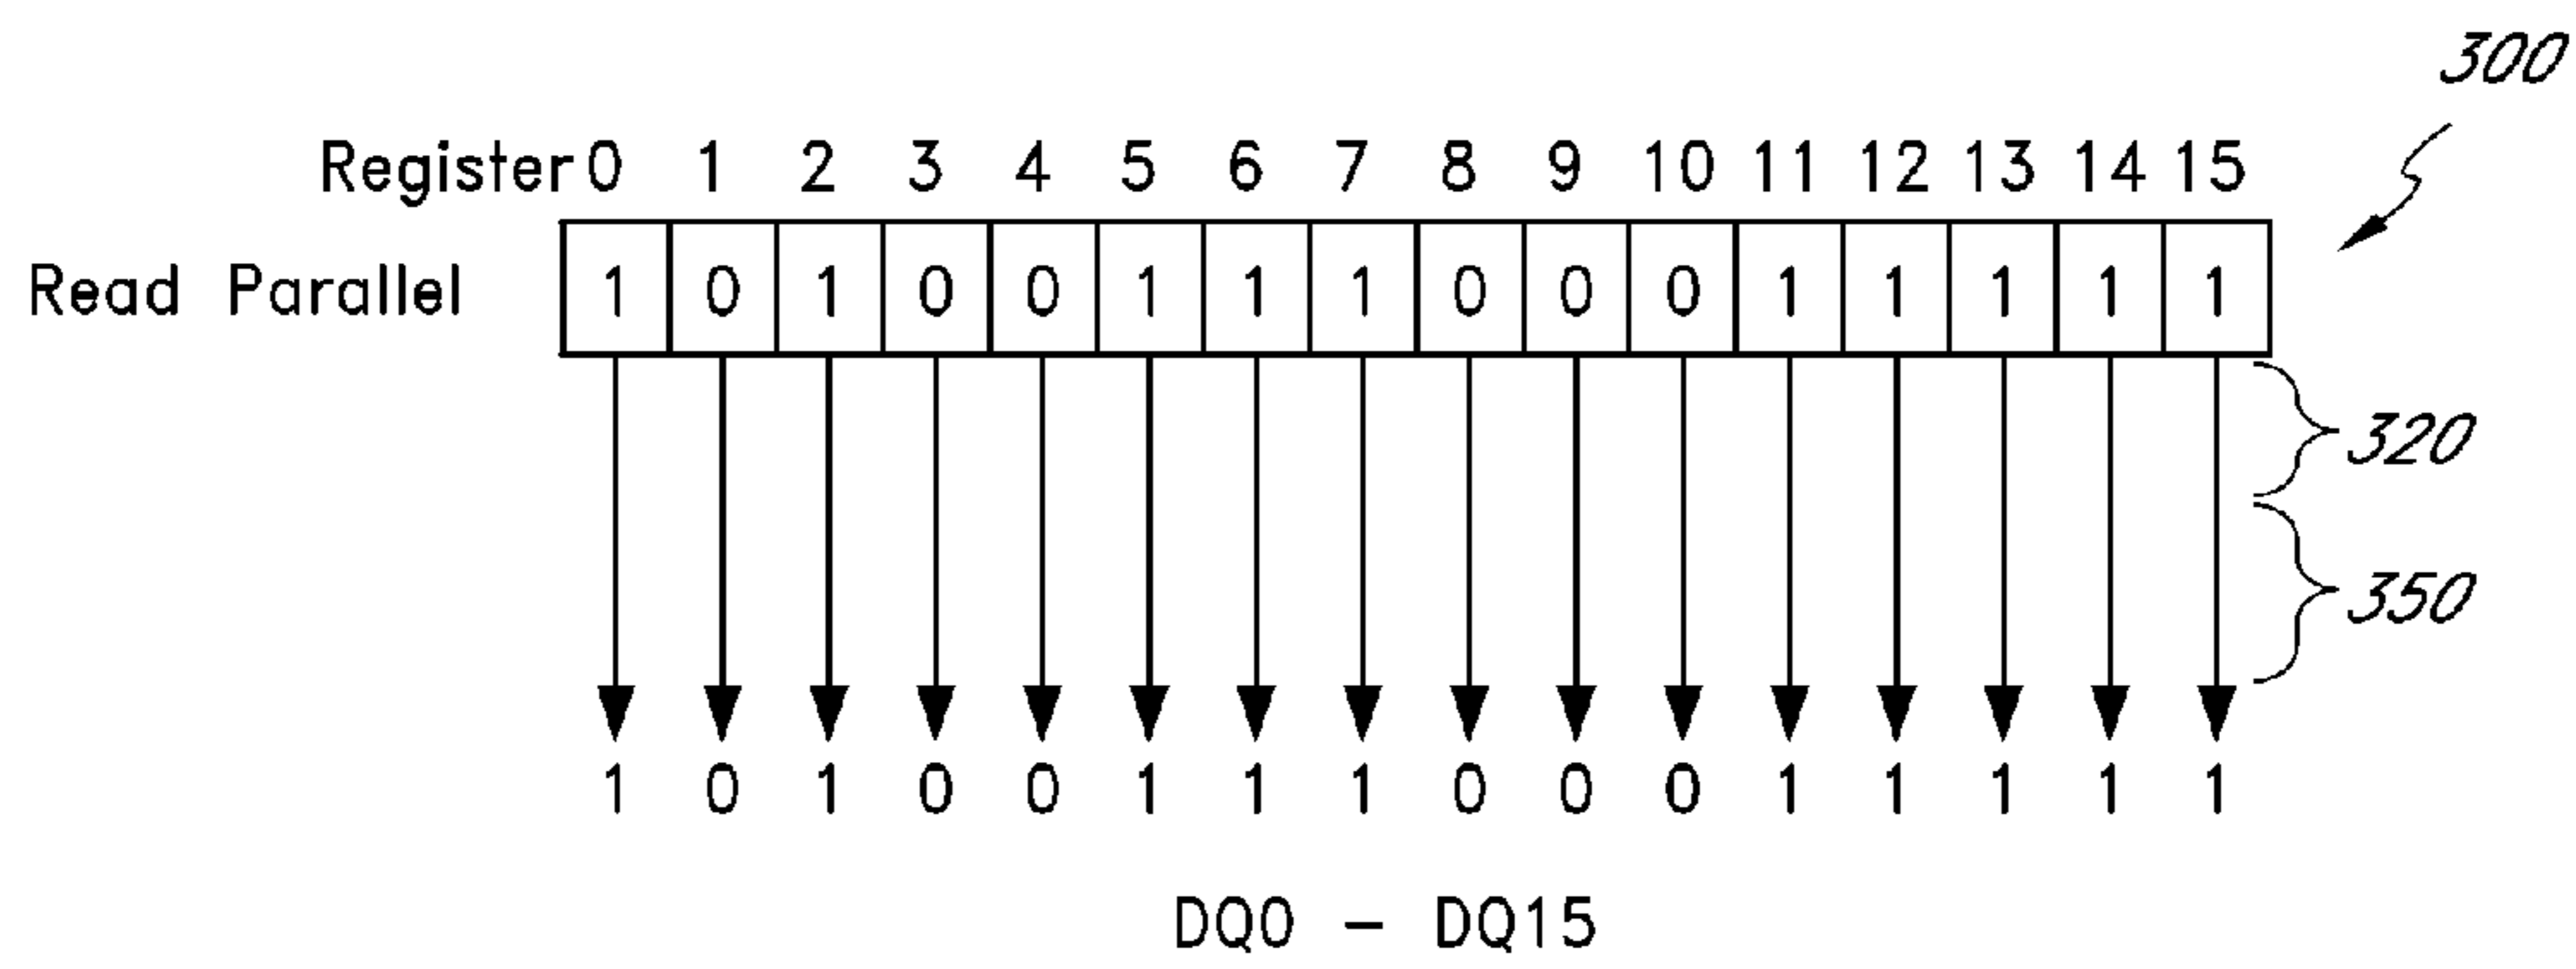 300
Register 0 1 2 3 4 5 6 7 8 9 10 11 12 13 14 15
Read Parallel 1 0 1 0 0 1 1 1 0 0 0 1 1 1 1 1
320
350
1 0 1 0 0 1 1 1 0 0 0 1 1 1 1 1
DQ0 – DQ15